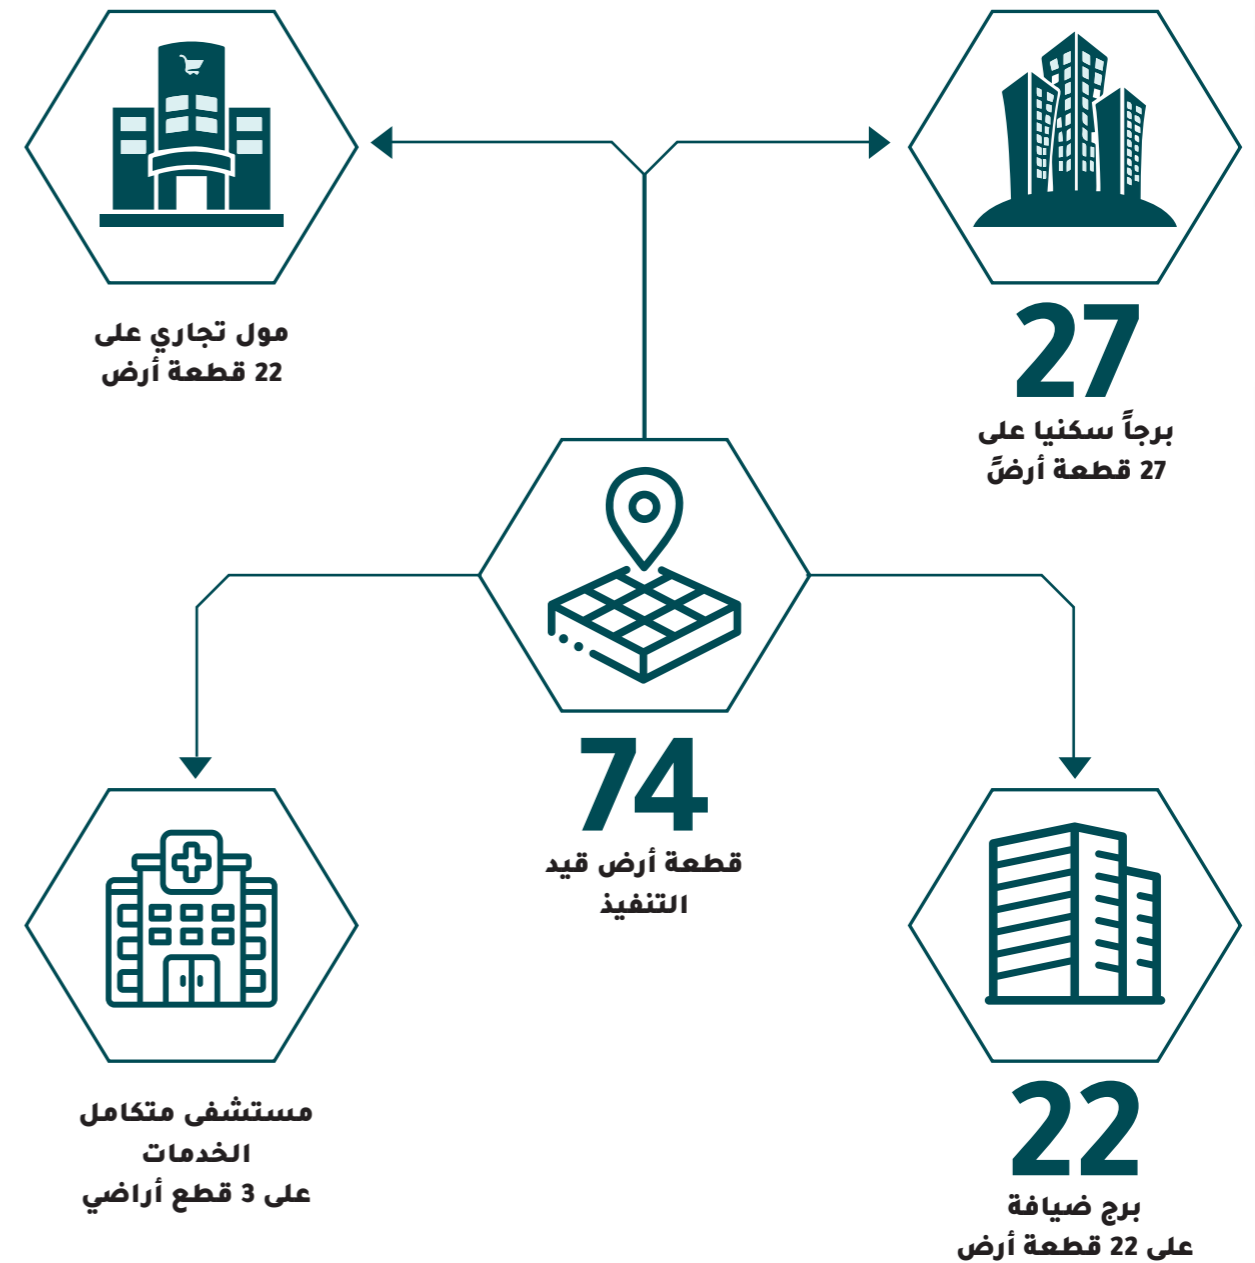 27
برجاً سكنيا على
27 قطعة أرضً
مول تجاري على
22 قطعة أرض
74
قطعة أرض قيد
التنفيذ
22
برج ضيافة
على 22 قطعة أرض
مستشفى متكامل
الخدمات
على 3 قطع أراضي